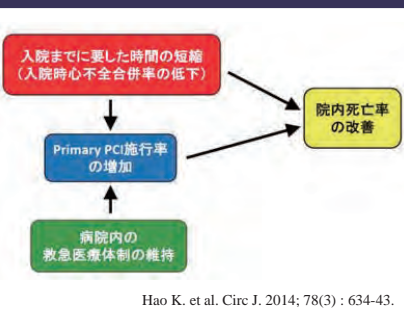 入院までに要した時間の短縮
（入院時心不全合併率の低下）
院内死亡率
の改善
Primary PCI施行率
の増加
病院内の
救急医療体制の維持
Hao K. et al. Circ J. 2014; 78(3) : 634-43.